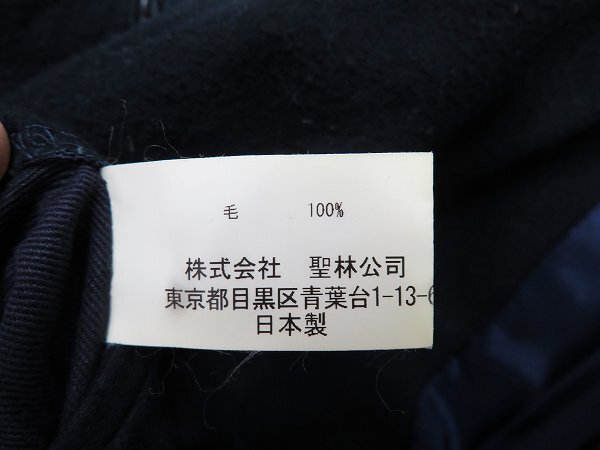 毛 100%
株式会社 聖林公司
東京都目黒区青葉台1-13-6
日本製